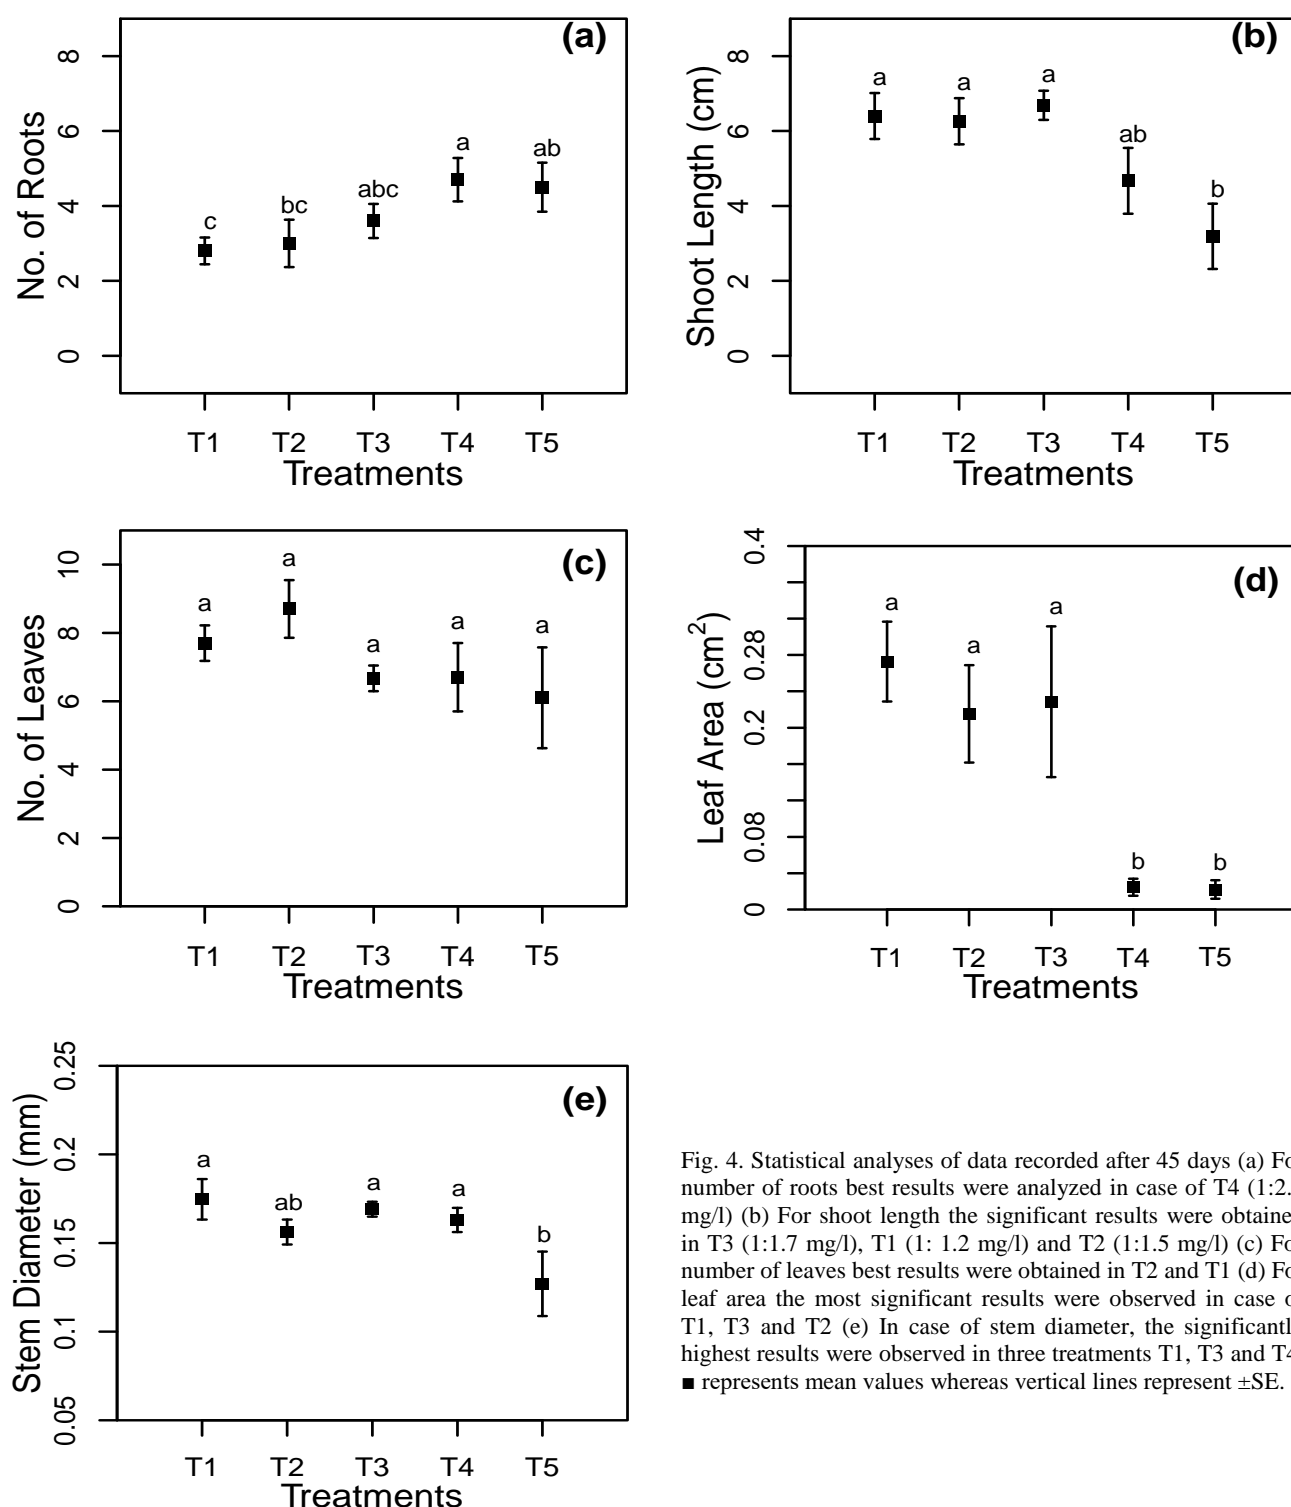 (a)
No. of Roots
8
6
4
2
0
c
bc
abc
a
ab
T1 T2 T3 T4 T5
Treatments
(b)
Shoot Length (cm)
8
6
4
2
0
a
a
a
ab
b
T1 T2 T3 T4 T5
Treatments
(c)
No. of Leaves
10
8
6
4
2
0
a
a
a
a
a
T1 T2 T3 T4 T5
Treatments
(d)
Leaf Area (cm²)
0.4
0.28
0.2
0.08
0
a
a
a
b
b
T1 T2 T3 T4 T5
Treatments
(e)
Stem Diameter (mm)
0.25
0.2
0.15
0.1
0.05
a
ab
a
a
b
T1 T2 T3 T4 T5
Treatments
Fig. 4. Statistical analyses of data recorded after 45 days (a) Fo
number of roots best results were analyzed in case of T4 (1:2.
mg/l) (b) For shoot length the significant results were obtaine
in T3 (1:1.7 mg/l), T1 (1: 1.2 mg/l) and T2 (1:1.5 mg/l) (c) Fo
number of leaves best results were obtained in T2 and T1 (d) Fo
leaf area the most significant results were observed in case o
T1, T3 and T2 (e) In case of stem diameter, the significantl
highest results were observed in three treatments T1, T3 and T4
■ represents mean values whereas vertical lines represent ±SE.